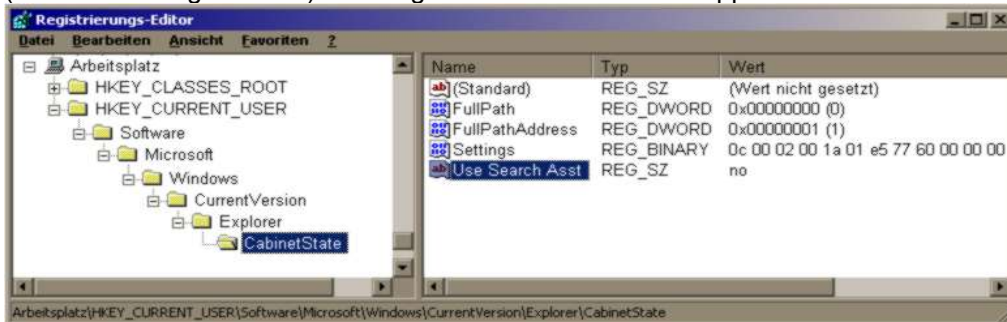 Registrierungs-Editor
Datei Bearbeiten Ansicht Favoriten ?
Arbeitsplatz
HKEY_CLASSES_ROOT
HKEY_CURRENT_USER
Software
Microsoft
Windows
CurrentVersion
Explorer
CabinetState
Name Typ Wert
(Standard) REG_SZ (Wert nicht gesetzt)
FullPath REG_DWORD 0x00000000 (0)
FullPathAddress REG_DWORD 0x00000001 (1)
Settings REG_BINARY 0c 00 02 00 1a 01 e5 77 60 00 00 00
Use Search Asst REG_SZ no
Arbeitsplatz\HKEY_CURRENT_USER\Software\Microsoft\Windows\CurrentVersion\Explorer\CabinetState